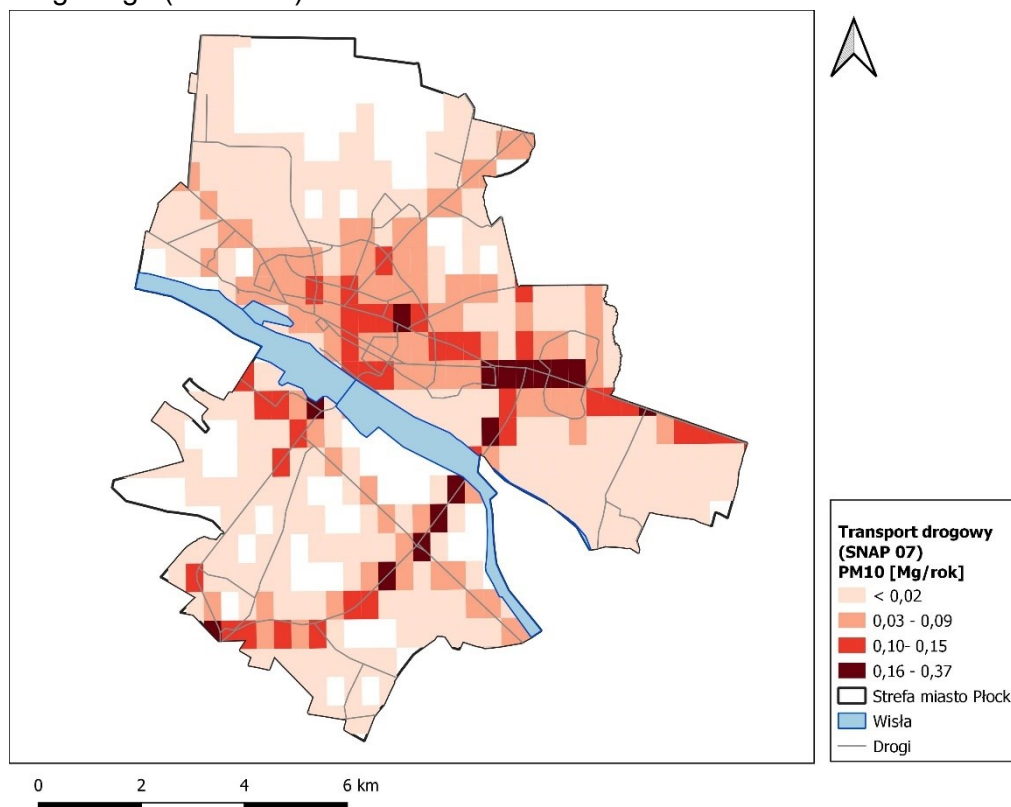 Transport drogowy
(SNAP 07)
PM10 [Mg/rok]
< 0,02
0,03 - 0,09
0,10- 0,15
0,16 - 0,37
Strefa miasto Płock
Wisła
Drogi
0 2 4 6 km